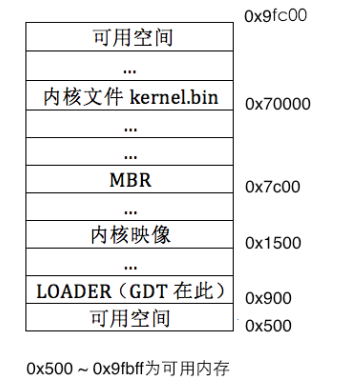 0x9fc00
可用空间
...
内核文件 kernel.bin
0x70000
...
...
MBR
0x7c00
...
内核映像
0x1500
...
LOADER（GDT 在此）
0x900
可用空间
0x500
0x500 ~ 0x9fbff为可用内存